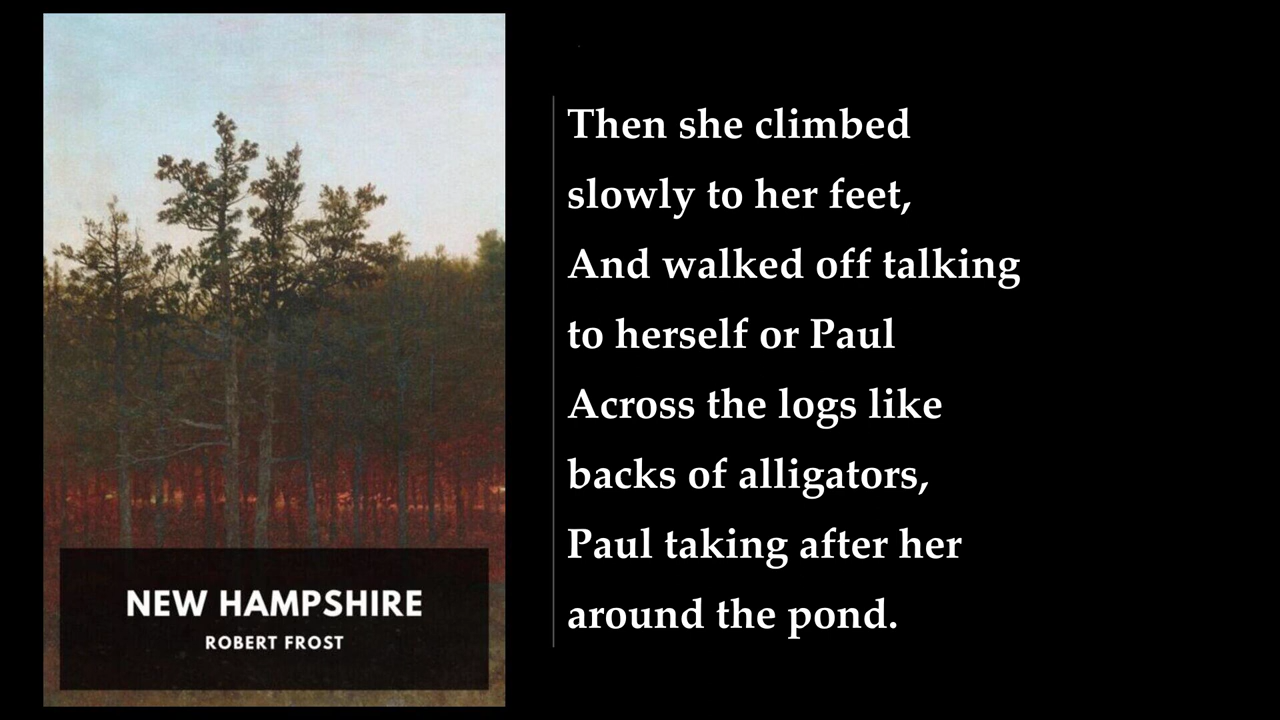 NEW HAMPSHIRE
ROBERT FROST
Then she climbed
slowly to her feet,
And walked off talking
to herself or Paul
Across the logs like
backs of alligators,
Paul taking after her
around the pond.